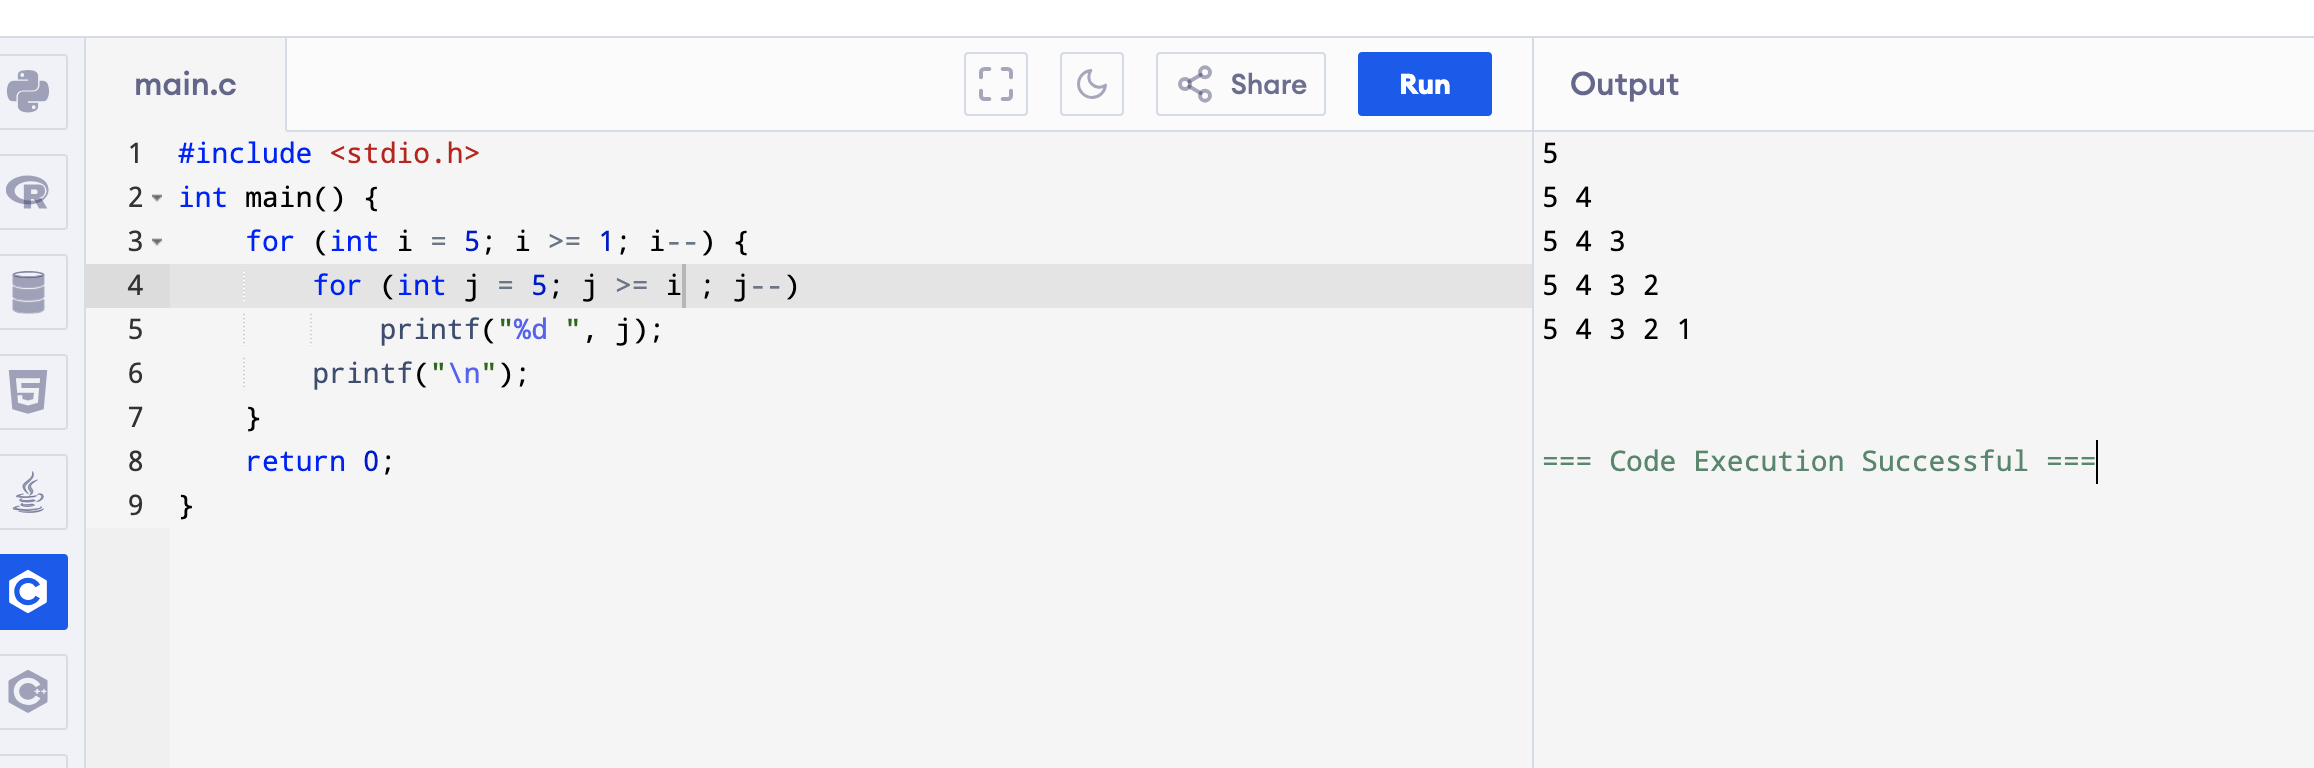 main.c
Share
Run
Output
1 #include <stdio.h>
2 int main() {
3     for (int i = 5; i >= 1; i--) {
4         for (int j = 5; j >= i ; j--)
5             printf("%d ", j);
6         printf("\n");
7     }
8     return 0;
9 }
5
5 4
5 4 3
5 4 3 2
5 4 3 2 1
=== Code Execution Successful ===
R
5
C
C++